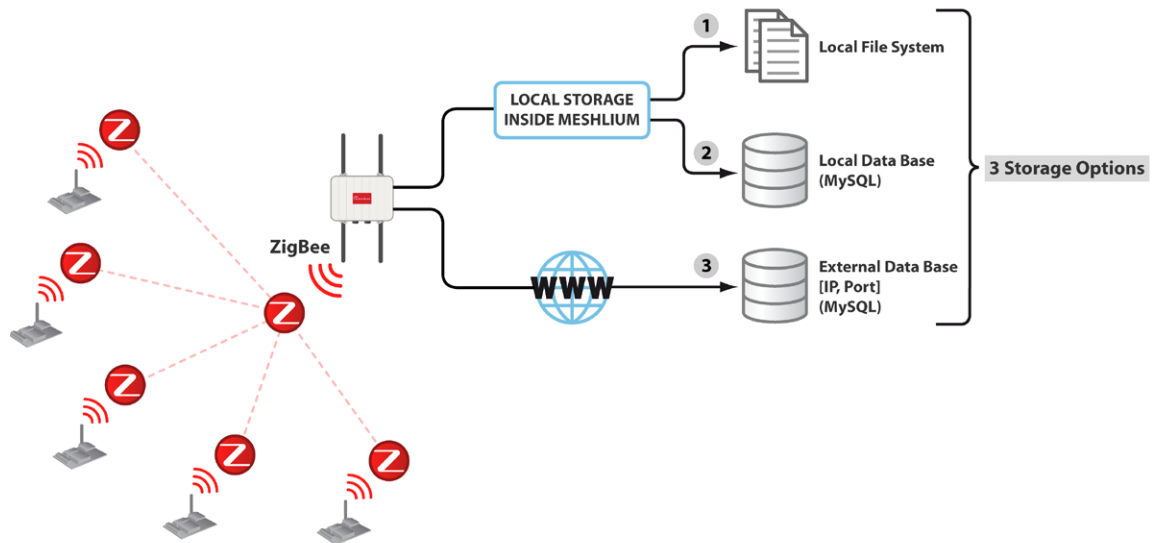 1
Local File System
LOCAL STORAGE
INSIDE MESHLIUM
2
Local Data Base
(MySQL)
3 Storage Options
ZigBee
WWW
3
External Data Base
[IP, Port]
(MySQL)
Z
Z
Z
Z
Z
Z